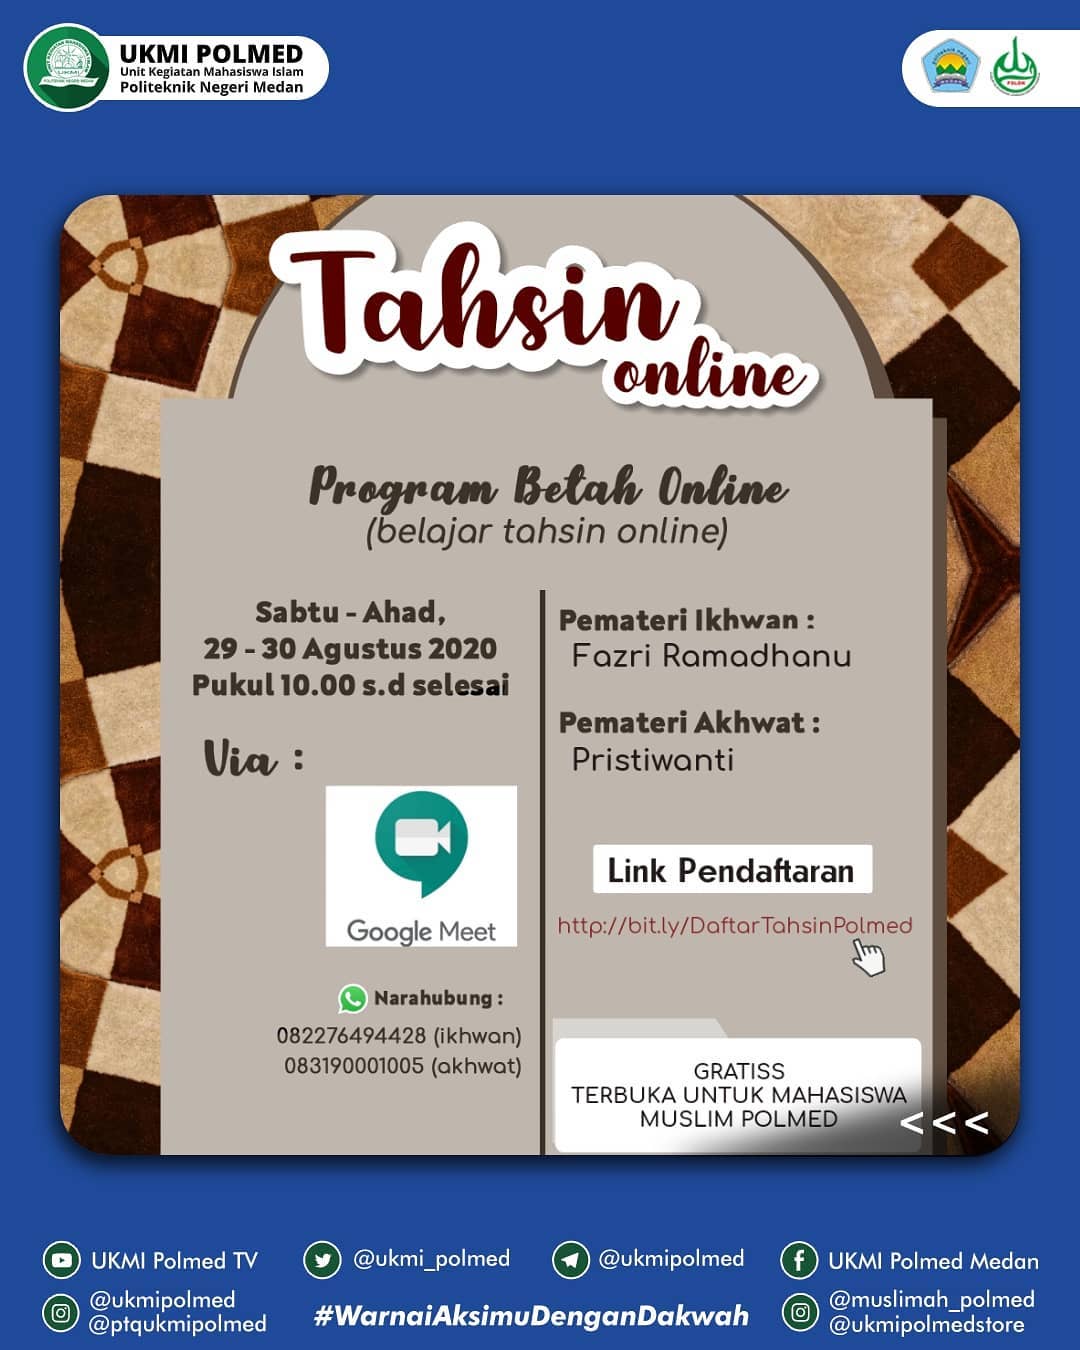 UKMI POLMED
Unit Kegiatan Mahasiswa Islam
Politeknik Negeri Medan
Tahsin
online
Program Betah Online
(belajar tahsin online)
Sabtu - Ahad,
29 - 30 Agustus 2020
Pukul 10.00 s.d selesai
Via :
Google Meet
Narahubung :
082276494428 (ikhwan)
083190001005 (akhwat)
Pemateri Ikhwan :
Fazri Ramadhanu
Pemateri Akhwat :
Pristiwanti
Link Pendaftaran
http://bit.ly/DaftarTahsinPolmed
GRATISS
TERBUKA UNTUK MAHASISWA
MUSLIM POLMED
<<<
UKMI Polmed TV
@ukmi_polmed
@ukmipolmed
UKMI Polmed Medan
@ukmipolmed
@ptqukmipolmed
#WarnaiAksimuDenganDakwah
@muslimah_polmed
@ukmipolmedstore